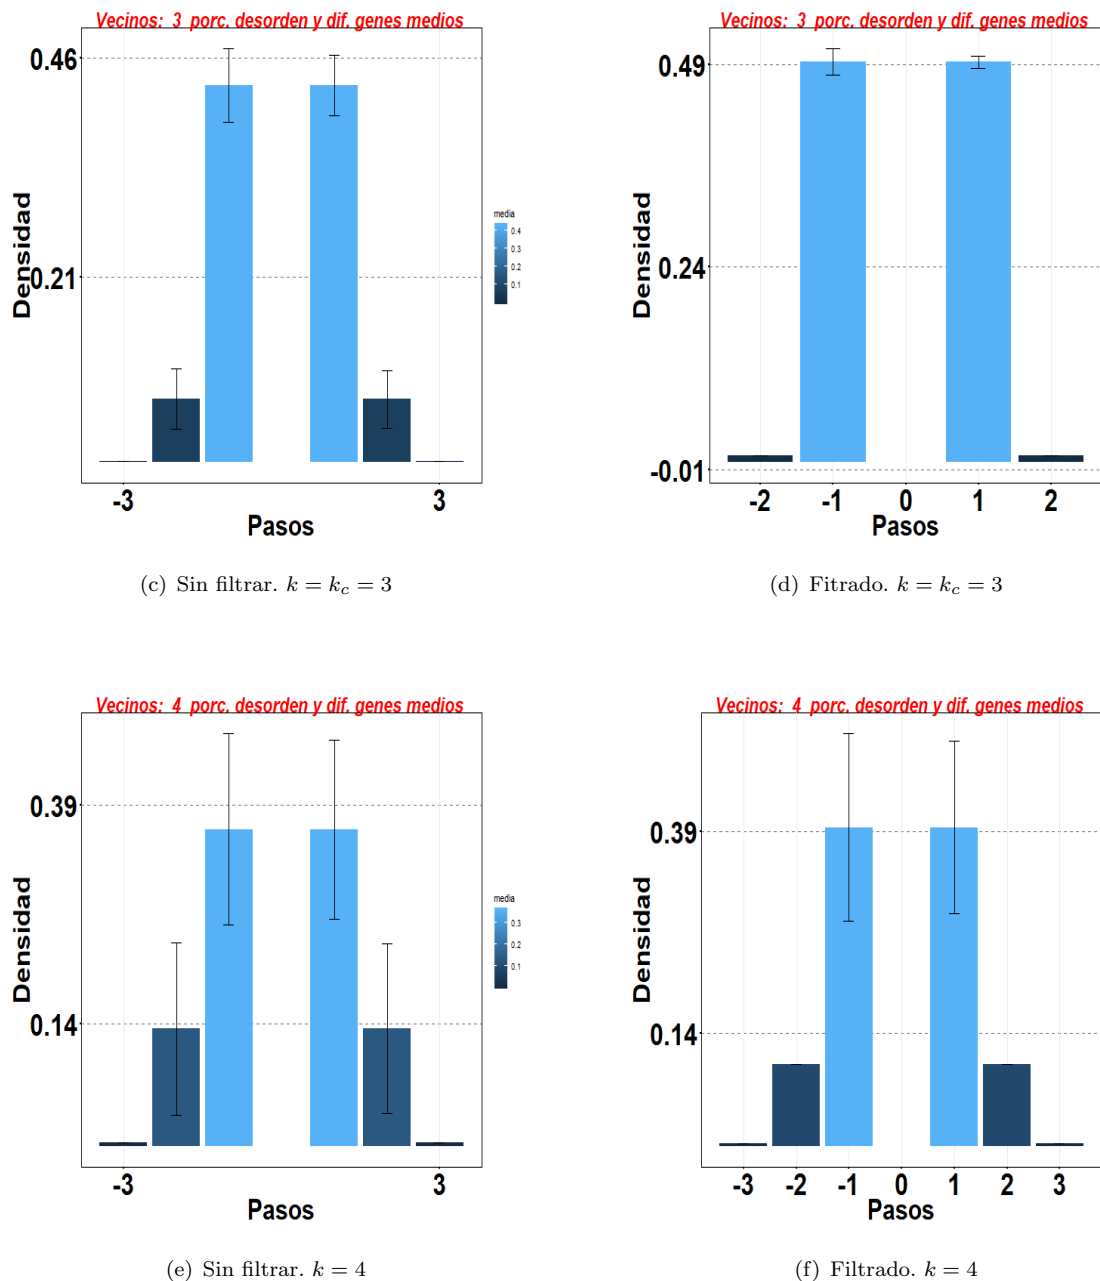 Vecinos: 3 porc. desorden y dif. genes medios
0.46
0.21
Densidad
-3
3
Pasos
media
0.4
0.3
0.2
0.1
(c) Sin filtrar. k = k_c = 3
Vecinos: 3 porc. desorden y dif. genes medios
0.49
0.24
-0.01
Densidad
-2 -1 0 1 2
Pasos
(d) Fitrado. k = k_c = 3
Vecinos: 4 porc. desorden y dif. genes medios
0.39
0.14
Densidad
-3
3
Pasos
media
0.3
0.2
0.1
(e) Sin filtrar. k = 4
Vecinos: 4 porc. desorden y dif. genes medios
0.39
0.14
Densidad
-3 -2 -1 0 1 2 3
Pasos
(f) Filtrado. k = 4